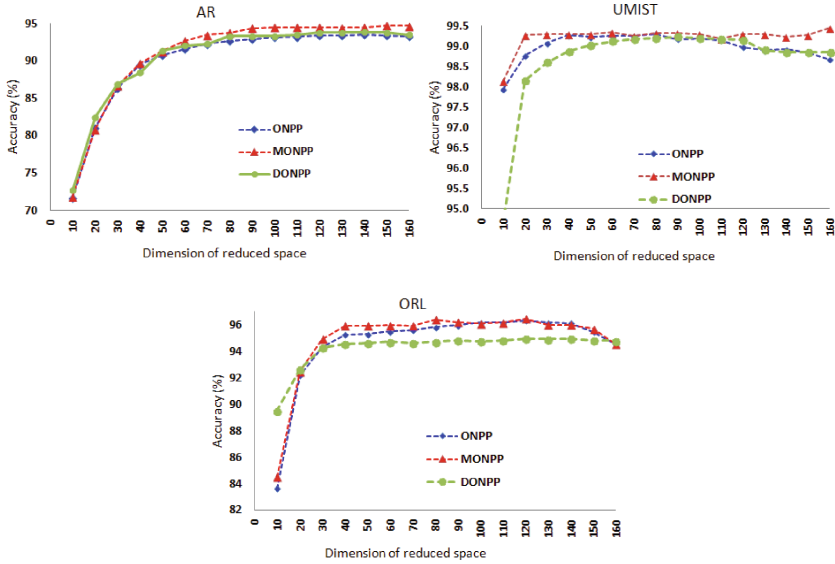 AR
95
90
85
80
75
70
Accuracy (%)
ONPP
MONPP
DONPP
0 10 20 30 40 50 60 70 80 90 100 110 120 130 140 150 160
Dimension of reduced space
UMIST
99.5
99.0
98.5
98.0
97.5
97.0
96.5
96.0
95.5
95.0
Accuracy (%)
ONPP
MONPP
DONPP
0 10 20 30 40 50 60 70 80 90 100 110 120 130 140 150 160
Dimension of reduced space
ORL
96
94
92
90
88
86
84
82
Accuracy (%)
ONPP
MONPP
DONPP
0 10 20 30 40 50 60 70 80 90 100 110 120 130 140 150 160
Dimension of reduced space